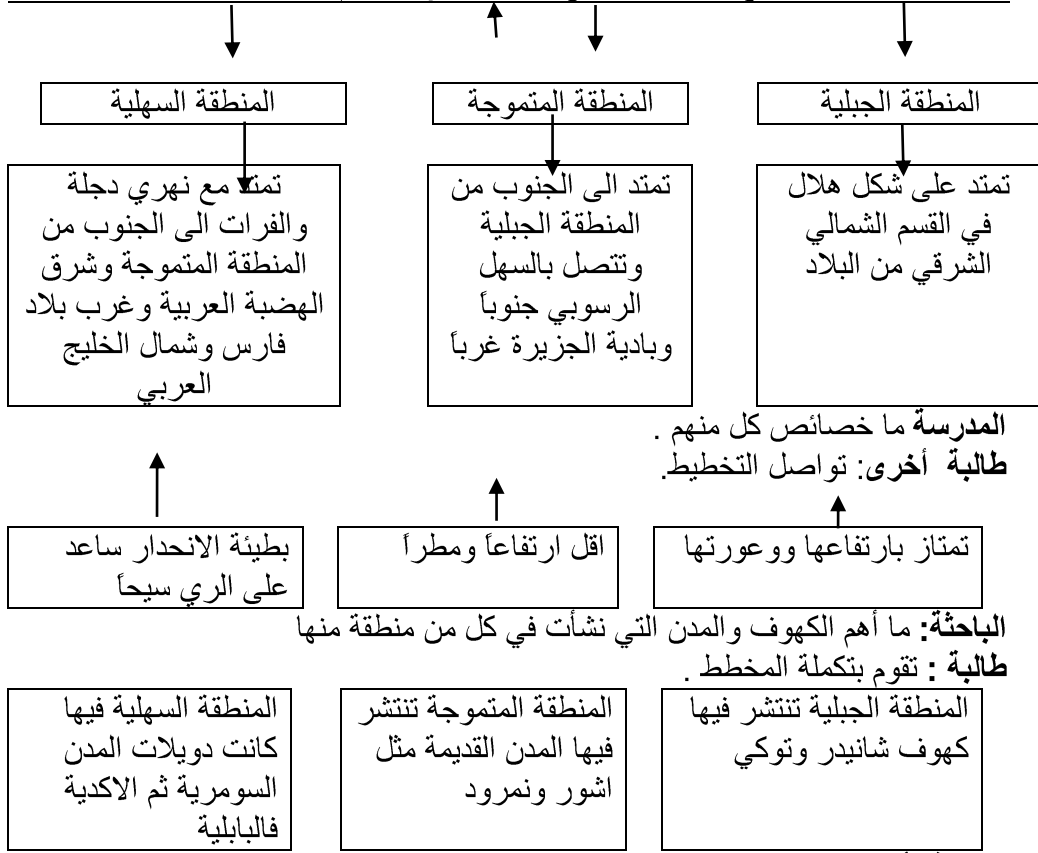 المنطقة الجبلية
المنطقة المتموجة
المنطقة السهلية
تمتد على شكل هلال
في القسم الشمالي
الشرقي من البلاد
تمتد الى الجنوب من
المنطقة الجبلية
وتتصل بالسهل
الرسوبي جنوباً
وبادية الجزيرة غرباً
تمتد مع نهري دجلة
والفرات الى الجنوب من
المنطقة المتموجة وشرق
الهضبة العربية وغرب بلاد
فارس وشمال الخليج
العربي
المدرسة ما خصائص كل منهم .
طالبة أخرى: تواصل التخطيط.
تمتاز بارتفاعها ووعورتها
اقل ارتفاعاً ومطراً
بطيئة الانحدار ساعد
على الري سيحاً
الباحثة: ما أهم الكهوف والمدن التي نشأت في كل من منطقة منها
طالبة : تقوم بتكملة المخطط .
المنطقة الجبلية تنتشر فيها
كهوف شانيدر وتوكي
المنطقة المتموجة تنتشر
فيها المدن القديمة مثل
اشور ونمرود
المنطقة السهلية فيها
كانت دويلات المدن
السومرية ثم الاكدية
فالبابلية